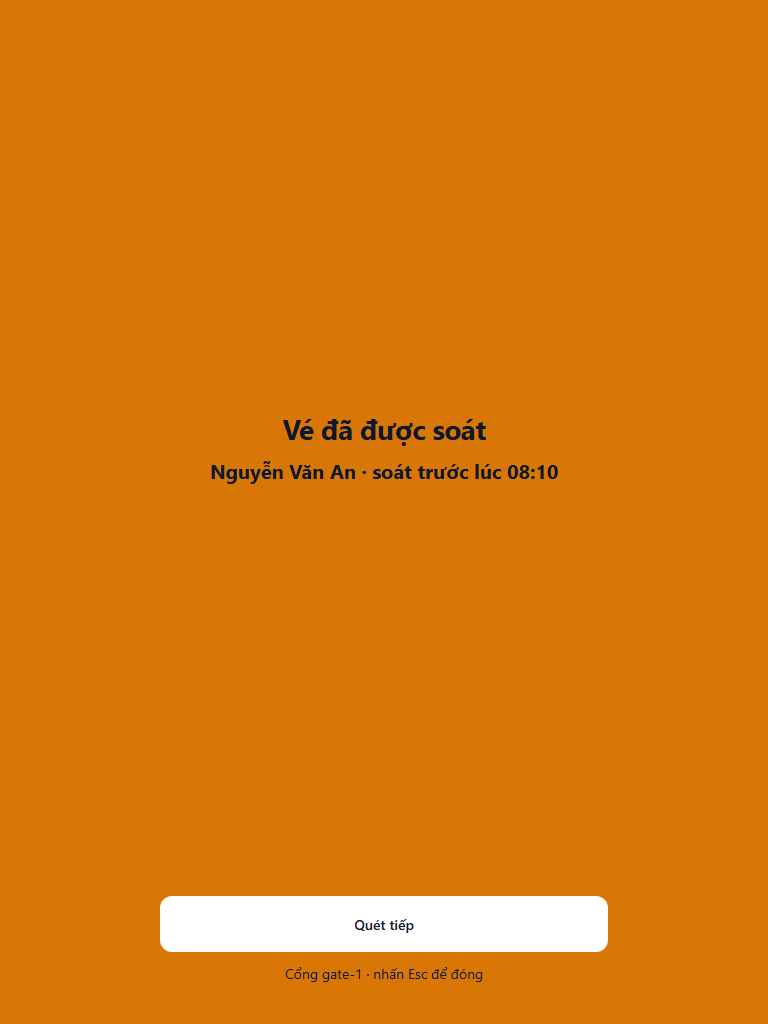 Vé đã được soát
Nguyễn Văn An · soát trước lúc 08:10
Quét tiếp
Cổng gate-1 · nhấn Esc để đóng